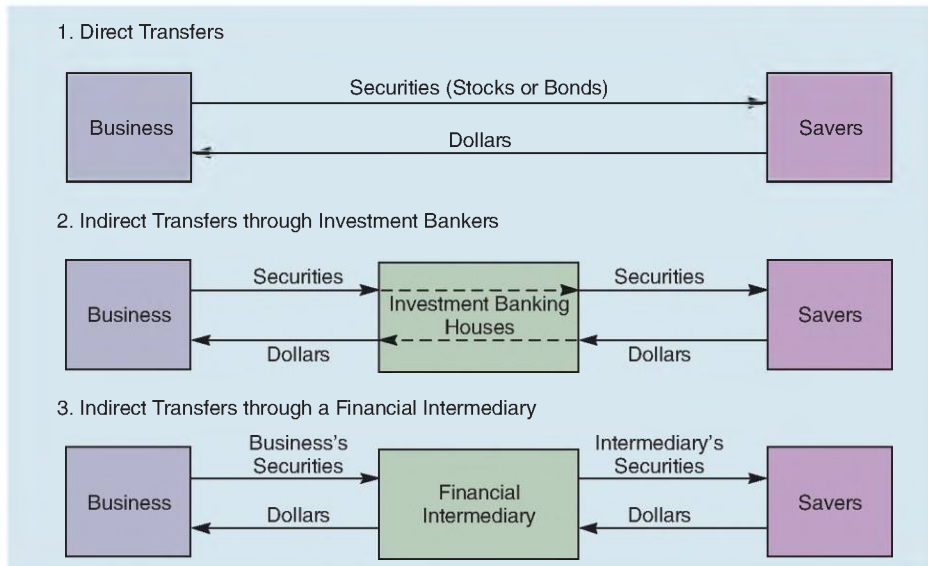 1. Direct Transfers
Securities (Stocks or Bonds)
Business
Savers
Dollars
2. Indirect Transfers through Investment Bankers
Securities
Securities
Business
Investment Banking
Houses
Savers
Dollars
Dollars
3. Indirect Transfers through a Financial Intermediary
Business's
Securities
Intermediary's
Securities
Business
Financial
Intermediary
Savers
Dollars
Dollars